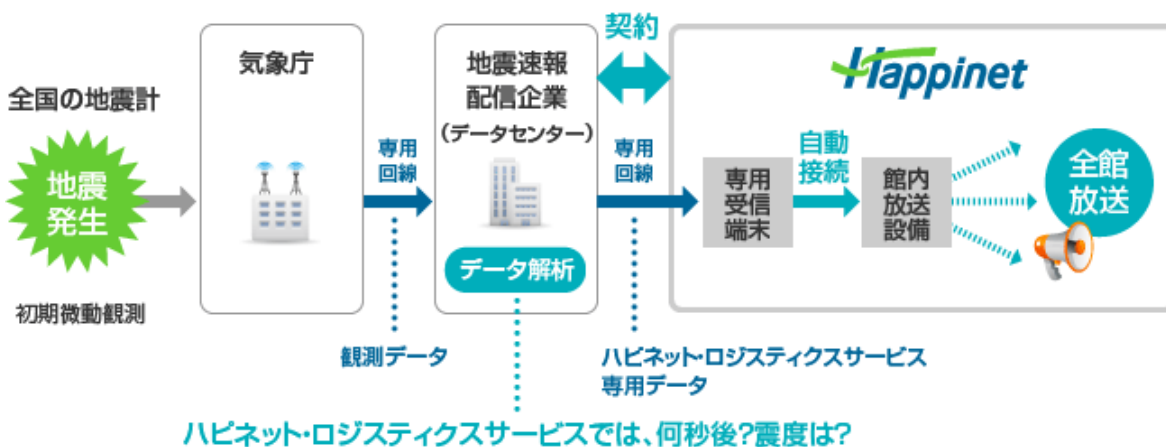 全国の地震計
地震
発生
初期微動観測
気象庁
専用
回線
観測データ
地震速報
配信企業
(データセンター)
データ解析
契約
専用
回線
ハピネット・ロジスティクスサービス
専用データ
Happinet
専用
受信
端末
自動
接続
館内
放送
設備
全館
放送
ハピネット・ロジスティクスサービスでは、何秒後?震度は?